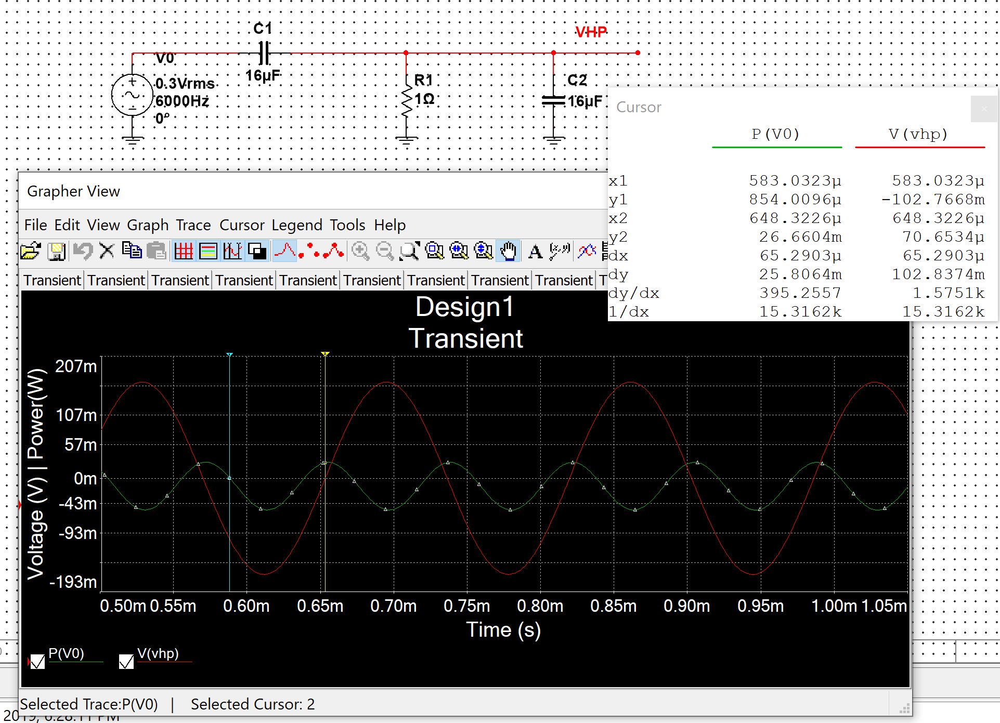 C1
VHP
V0
16µF
R1
C2
0.3Vrms
6000Hz
0°
1Ω
16µF
Cursor
P(V0) V(vhp)
x1 583.0323µ 583.0323µ
y1 854.0096µ -102.7668m
x2 648.3226µ 648.3226µ
y2 26.6604m 70.6534µ
dx 65.2903µ 65.2903µ
dy 25.8064m 102.8374m
dy/dx 395.2557 1.5751k
1/dx 15.3162k 15.3162k
Grapher View
File Edit View Graph Trace Cursor Legend Tools Help
Transient Transient Transient Transient Transient Transient Transient Transient Transient T
Design1
Transient
Voltage (V) | Power(W)
207m
107m
57m
0m
-43m
-93m
-193m
0.50m 0.55m 0.60m 0.65m 0.70m 0.75m 0.80m 0.85m 0.90m 0.95m 1.00m 1.05m
Time (s)
P(V0) V(vhp)
Selected Trace:P(V0) | Selected Cursor: 2